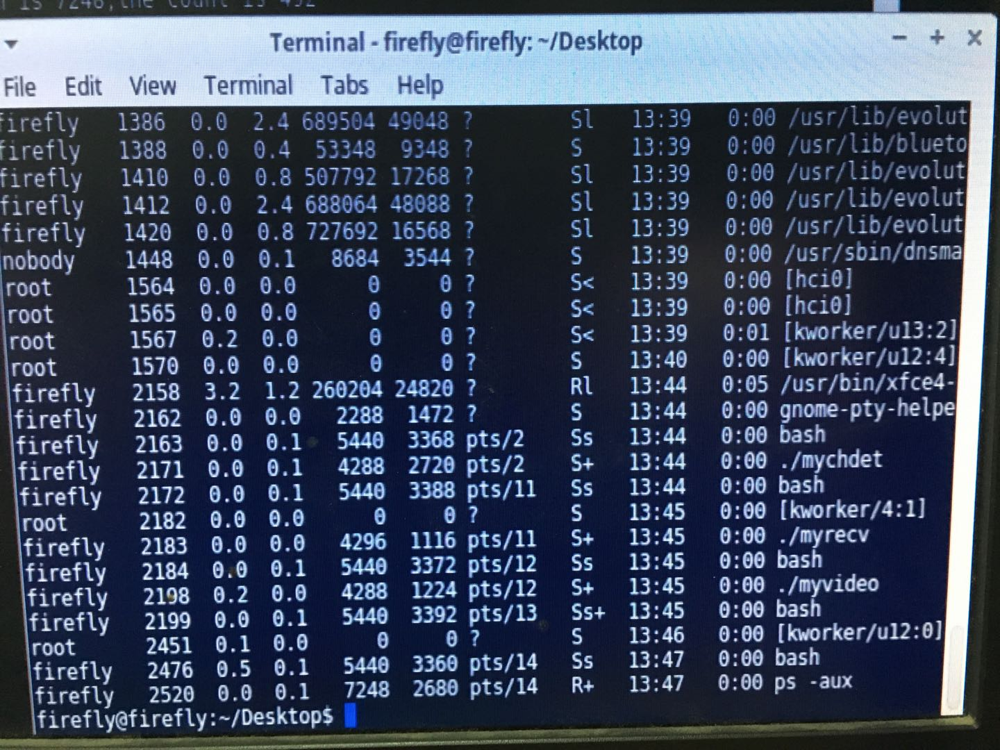 is 7248,the count is 492
Terminal - firefly@firefly: ~/Desktop
File Edit View Terminal Tabs Help
firefly 1386 0.0 2.4 689504 49048 ? Sl 13:39 0:00 /usr/lib/evolut
firefly 1388 0.0 0.4 53348 9348 ? S 13:39 0:00 /usr/lib/blueto
firefly 1410 0.0 0.8 507792 17268 ? Sl 13:39 0:00 /usr/lib/evolut
firefly 1412 0.0 2.4 688064 48088 ? Sl 13:39 0:00 /usr/lib/evolut
firefly 1420 0.0 0.8 727692 16568 ? Sl 13:39 0:00 /usr/lib/evolut
nobody 1448 0.0 0.1 8684 3544 ? S 13:39 0:00 /usr/sbin/dnsma
root 1564 0.0 0.0 0 0 ? S< 13:39 0:00 [hci0]
root 1565 0.0 0.0 0 0 ? S< 13:39 0:00 [hci0]
root 1567 0.2 0.0 0 0 ? S< 13:39 0:01 [kworker/u13:2]
root 1570 0.0 0.0 0 0 ? S 13:40 0:00 [kworker/u12:4]
firefly 2158 3.2 1.2 260204 24820 ? Rl 13:44 0:05 /usr/bin/xfce4-
firefly 2162 0.0 0.0 2288 1472 ? S 13:44 0:00 gnome-pty-helpe
firefly 2163 0.0 0.1 5440 3368 pts/2 Ss 13:44 0:00 bash
firefly 2171 0.0 0.1 4288 2720 pts/2 S+ 13:44 0:00 ./mychdet
firefly 2172 0.0 0.1 5440 3388 pts/11 Ss 13:44 0:00 bash
root 2182 0.0 0.0 0 0 ? S 13:45 0:00 [kworker/4:1]
firefly 2183 0.0 0.0 4296 1116 pts/11 S+ 13:45 0:00 ./myrecv
firefly 2184 0.0 0.1 5440 3372 pts/12 Ss 13:45 0:00 bash
firefly 2198 0.2 0.0 4288 1224 pts/12 S+ 13:45 0:00 ./myvideo
firefly 2199 0.0 0.1 5440 3392 pts/13 Ss+ 13:45 0:00 bash
root 2451 0.1 0.0 0 0 ? S 13:46 0:00 [kworker/u12:0]
firefly 2476 0.5 0.1 5440 3360 pts/14 Ss 13:47 0:00 bash
firefly 2520 0.0 0.1 7248 2680 pts/14 R+ 13:47 0:00 ps -aux
firefly@firefly:~/Desktop$